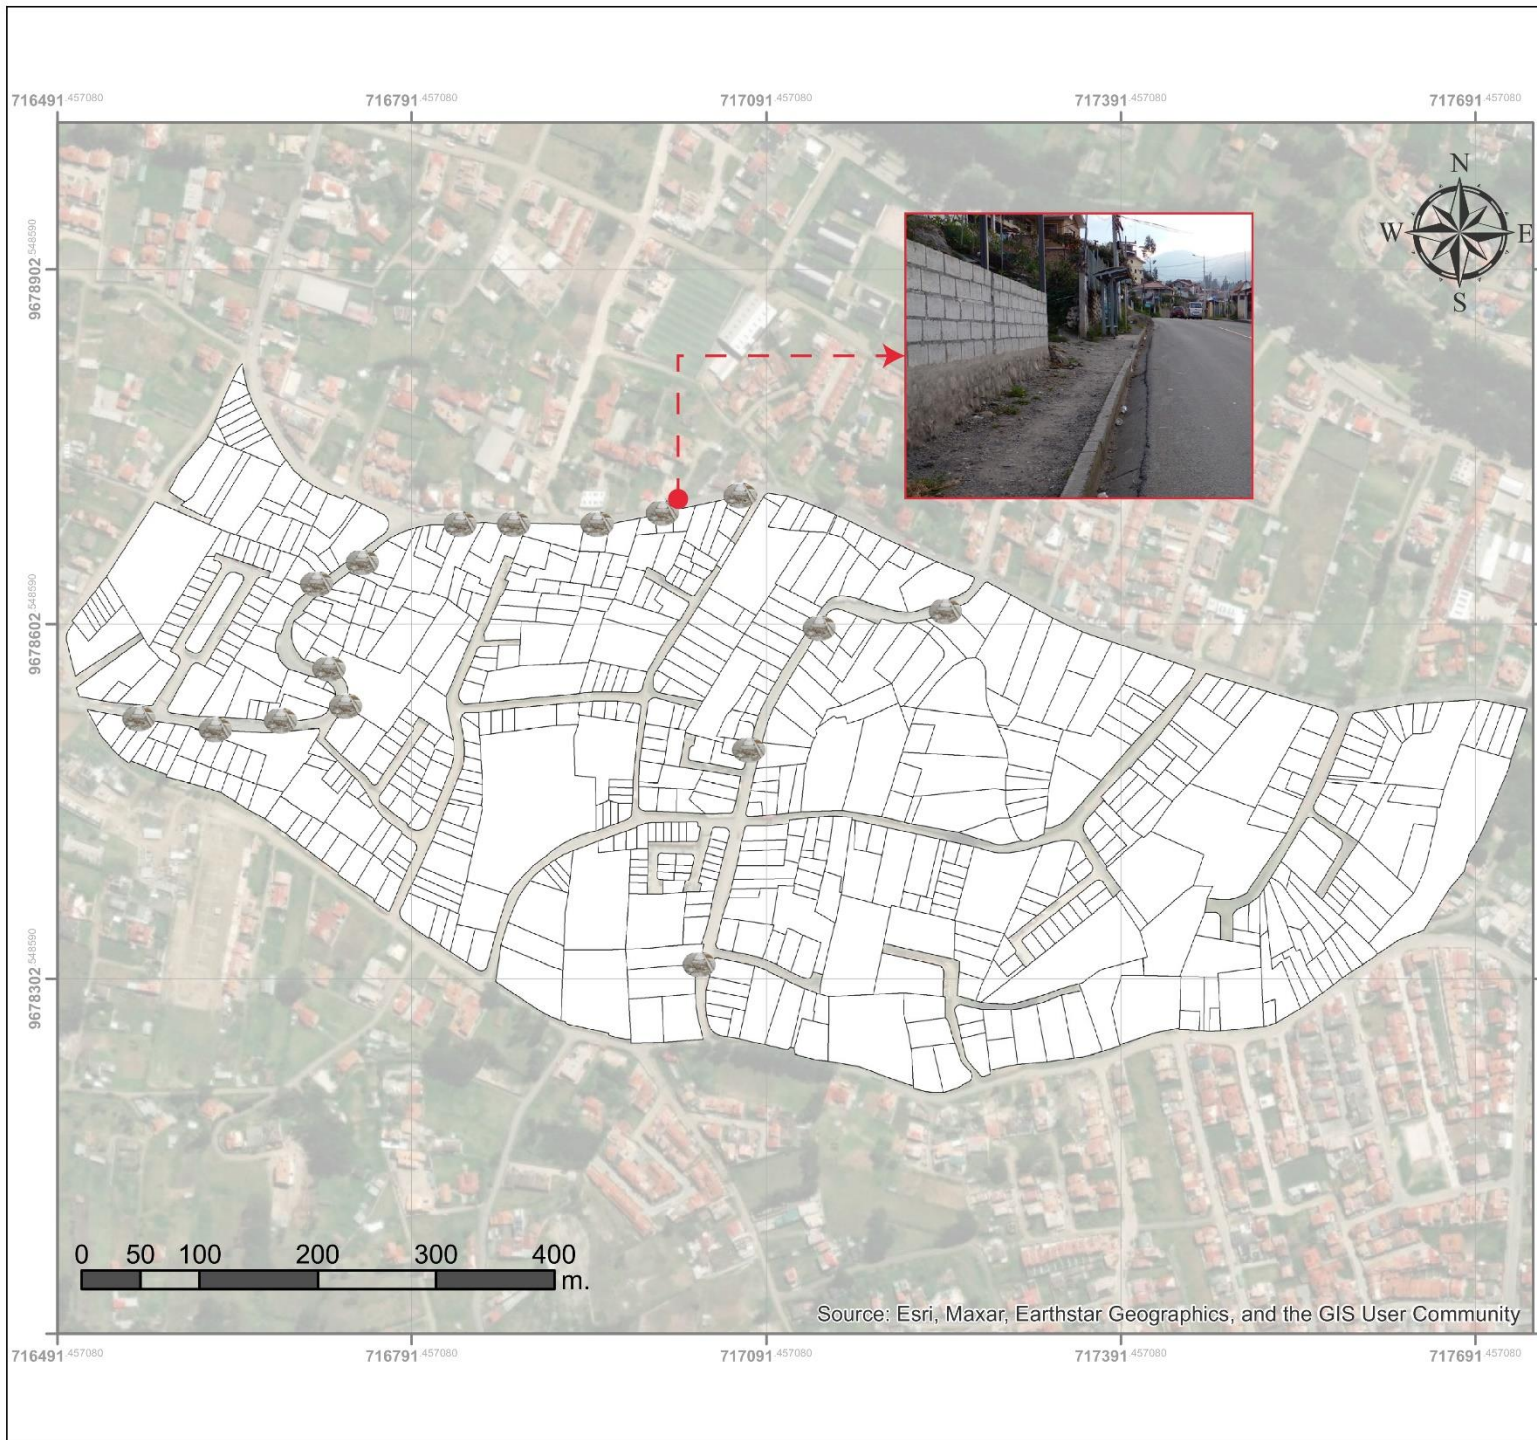 716491.457080 716791.457080 717091.457080 717391.457080 717691.457080
N
W E
S
9678902.548590
9678602.548590
9678302.548590
0 50 100 200 300 400
m.
Source: Esri, Maxar, Earthstar Geographics, and the GIS User Community
716491.457080 716791.457080 717091.457080 717391.457080 717691.457080